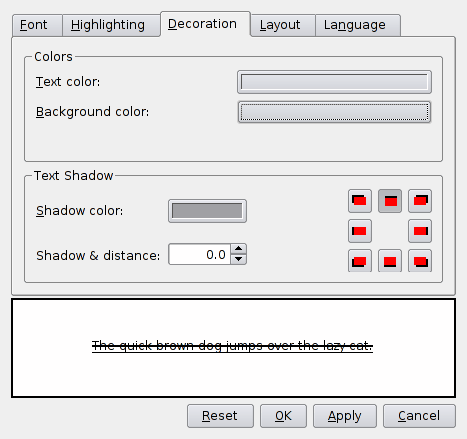 Font Highlighting Decoration Layout Language
Colors
Text color:
Background color:
Text Shadow
Shadow color:
Shadow & distance: 0.0
The quick brown dog jumps over the lazy cat.
Reset OK Apply Cancel